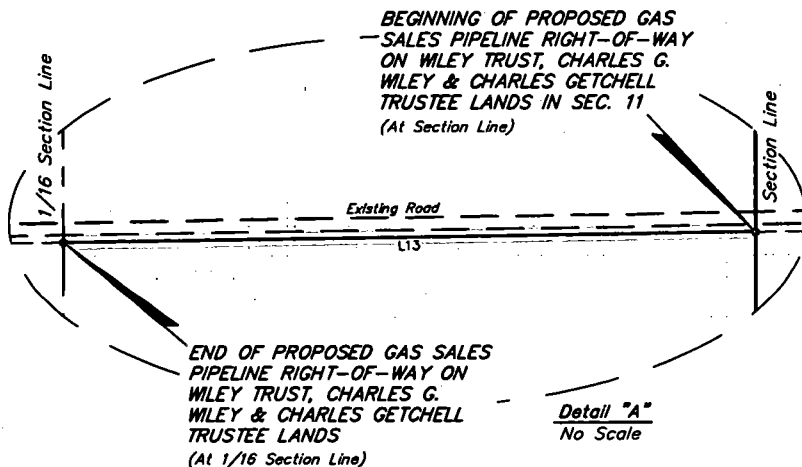 BEGINNING OF PROPOSED GAS
SALES PIPELINE RIGHT-OF-WAY
ON WILEY TRUST, CHARLES G.
WILEY & CHARLES GETCHELL
TRUSTEE LANDS IN SEC. 11
(At Section Line)
1/16 Section Line
Section Line
Existing Road
L13
END OF PROPOSED GAS SALES
PIPELINE RIGHT-OF-WAY ON
WILEY TRUST, CHARLES G.
WILEY & CHARLES GETCHELL
TRUSTEE LANDS
(At 1/16 Section Line)
Detail "A"
No Scale